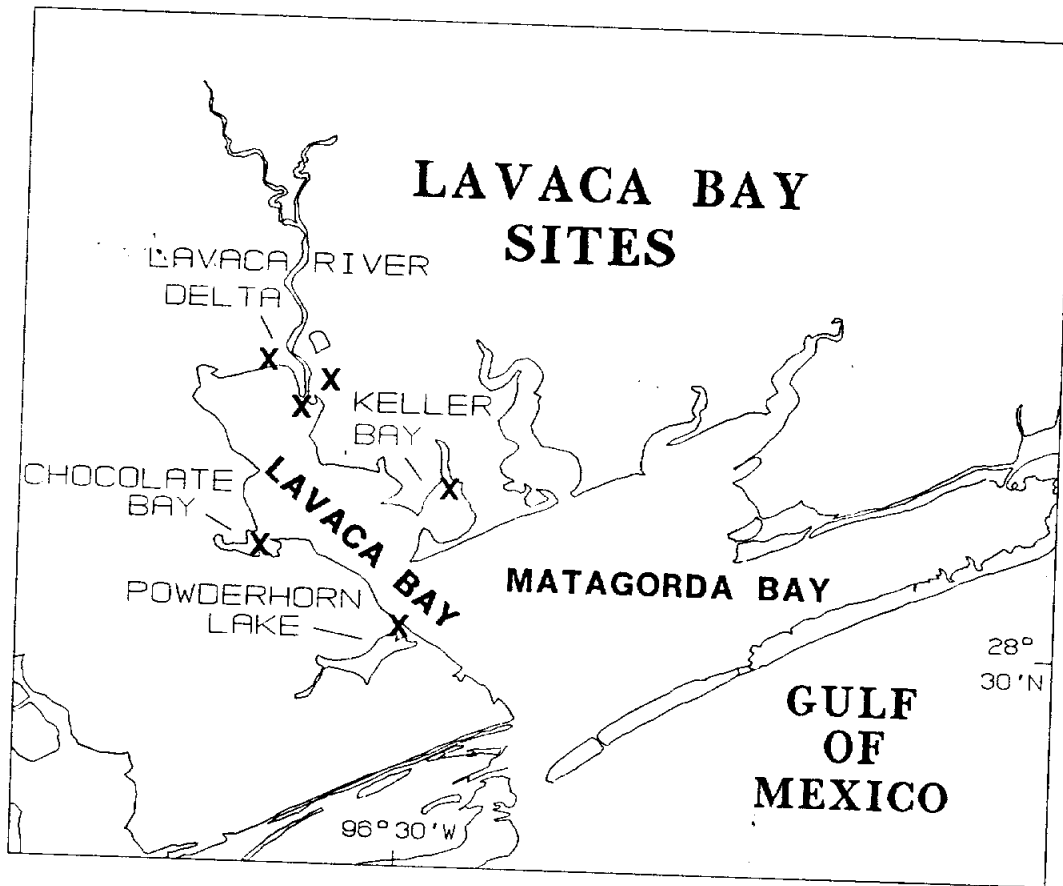 LAVACA BAY
SITES
LAVACA RIVER
DELTA
X
X
X
KELLER
BAY
X
CHOCOLATE
BAY
X
LAVACA BAY
MATAGORDA BAY
POWDERHORN
LAKE
X
28°
30'N
GULF
OF
MEXICO
96°30'W